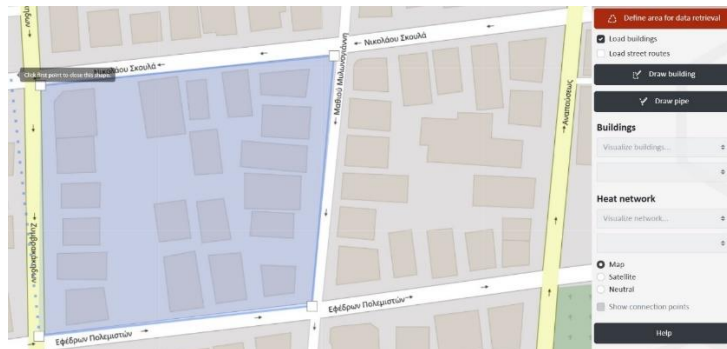 Νικολάου Σκουλά
Νικολάου Σκουλά
Click first point to close this shape.
Μαθιού Μυλωνογιάννη
Αναπαύσεως
Εφέδρων Πολεμιστών
Εφέδρων Πολεμιστών
Define area for data retrieval
Load buildings
Load street routes
Draw building
Draw pipe
Buildings
Visualize buildings...
Heat network
Visualize network...
Map
Satellite
Neutral
Show connection points
Help